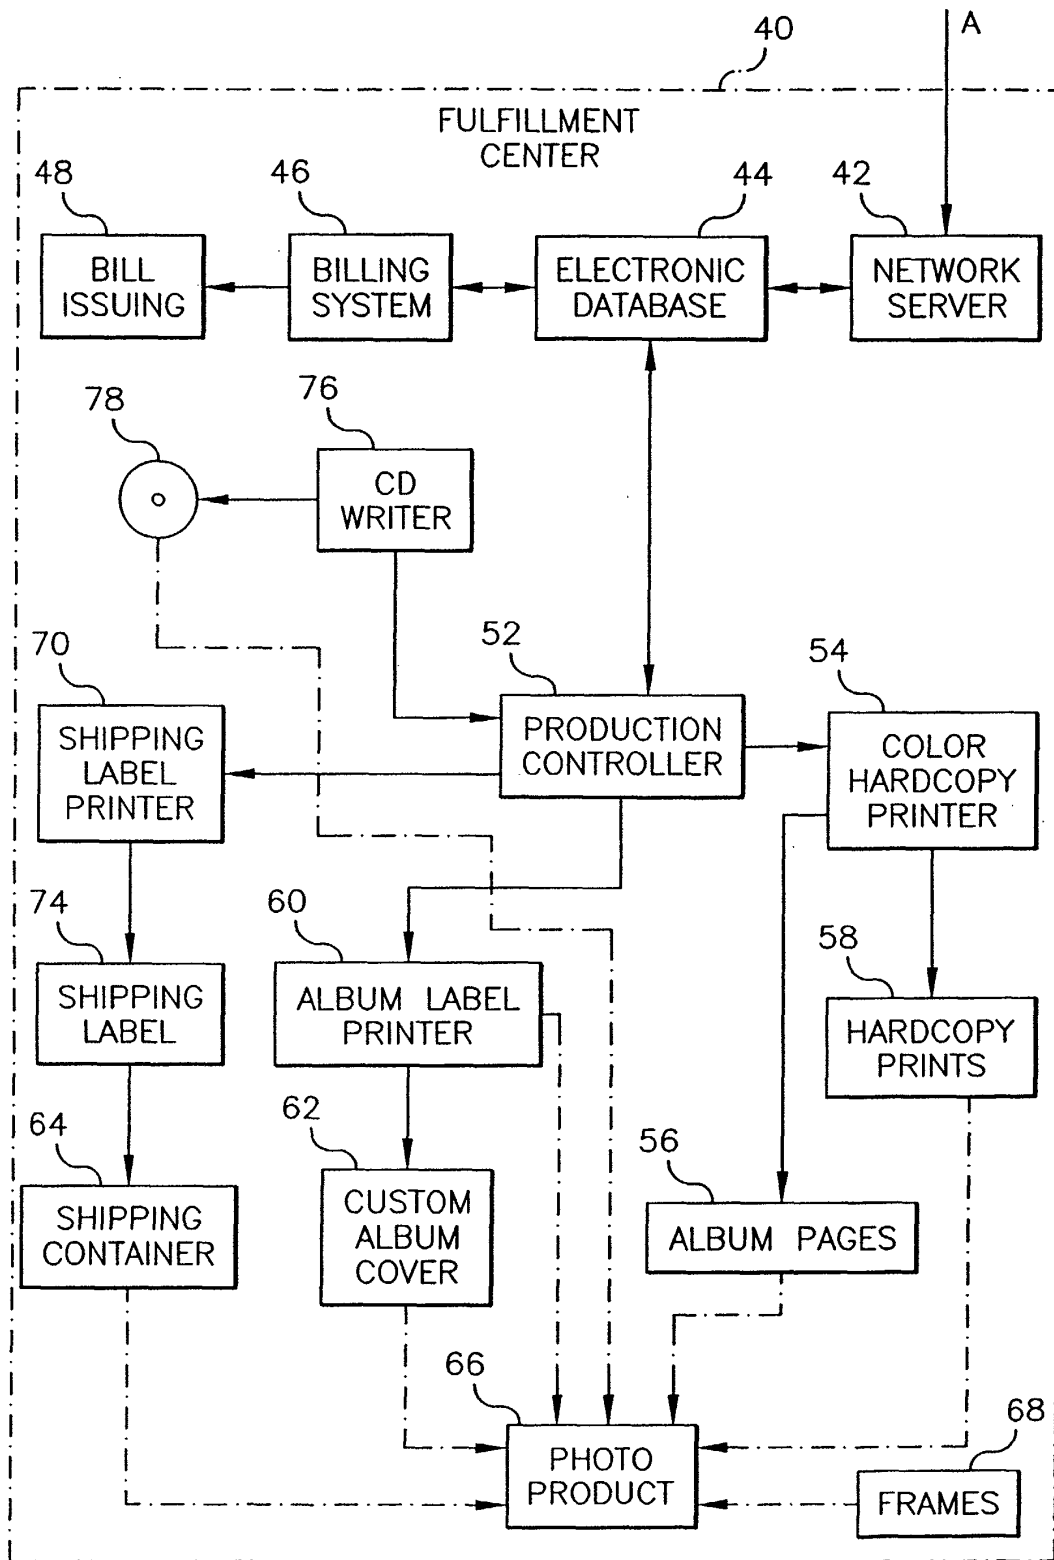 A
40
FULFILLMENT
CENTER
48
46
44
42
BILL
ISSUING
BILLING
SYSTEM
ELECTRONIC
DATABASE
NETWORK
SERVER
78
76
CD
WRITER
70
52
54
SHIPPING
LABEL
PRINTER
PRODUCTION
CONTROLLER
COLOR
HARDCOPY
PRINTER
74
60
58
SHIPPING
LABEL
ALBUM LABEL
PRINTER
HARDCOPY
PRINTS
64
62
56
SHIPPING
CONTAINER
CUSTOM
ALBUM
COVER
ALBUM PAGES
66
68
PHOTO
PRODUCT
FRAMES